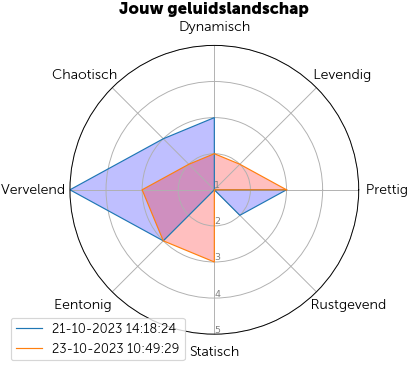 Jouw geluidslandschap
Dynamisch
Chaotisch
Levendig
Vervelend
1
Prettig
2
3
4
Eentonig
Rustgevend
5
21-10-2023 14:18:24
23-10-2023 10:49:29
Statisch